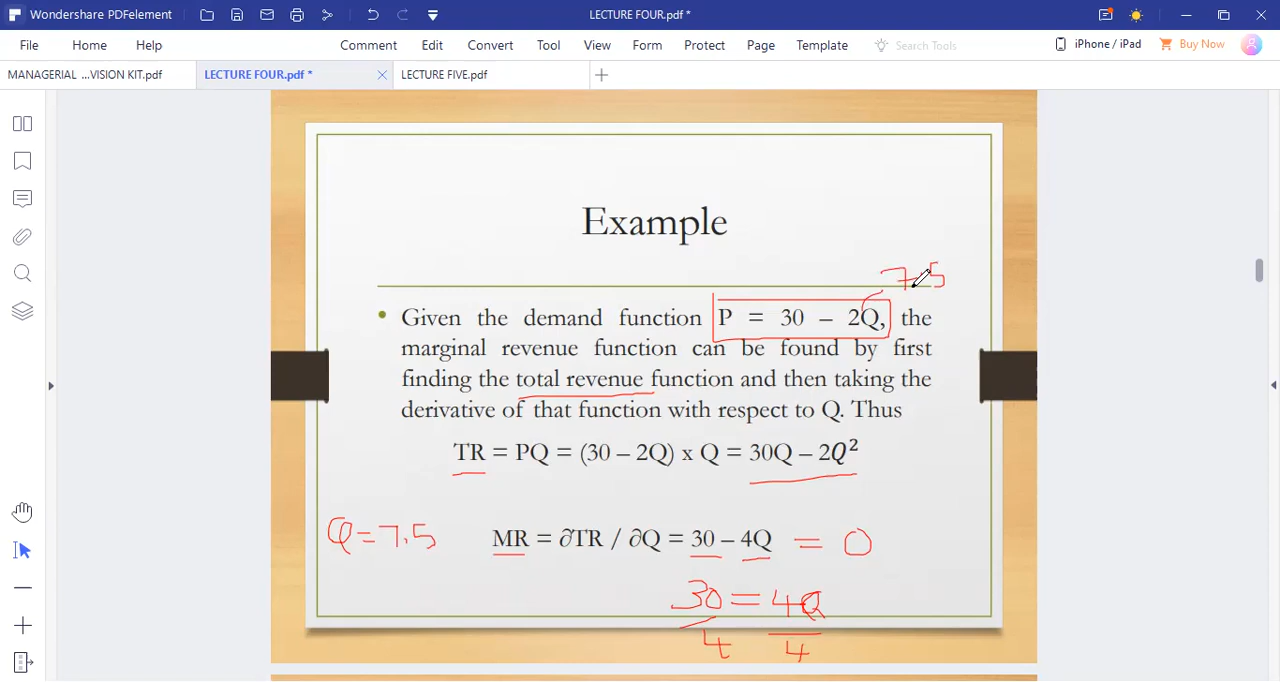 Wondershare PDFelement
LECTURE FOUR.pdf *
File Home Help Comment Edit Convert Tool View Form Protect Page Template Search Tools iPhone / iPad Buy Now
MANAGERIAL ...VISION KIT.pdf LECTURE FOUR.pdf * LECTURE FIVE.pdf
Example
7.5
Given the demand function P = 30 – 2Q, the
marginal revenue function can be found by first
finding the total revenue function and then taking the
derivative of that function with respect to Q. Thus
TR = PQ = (30 – 2Q) x Q = 30Q – 2Q²
Q = 7.5 MR = ∂TR / ∂Q = 30 – 4Q = 0
30 = 4Q
4 4